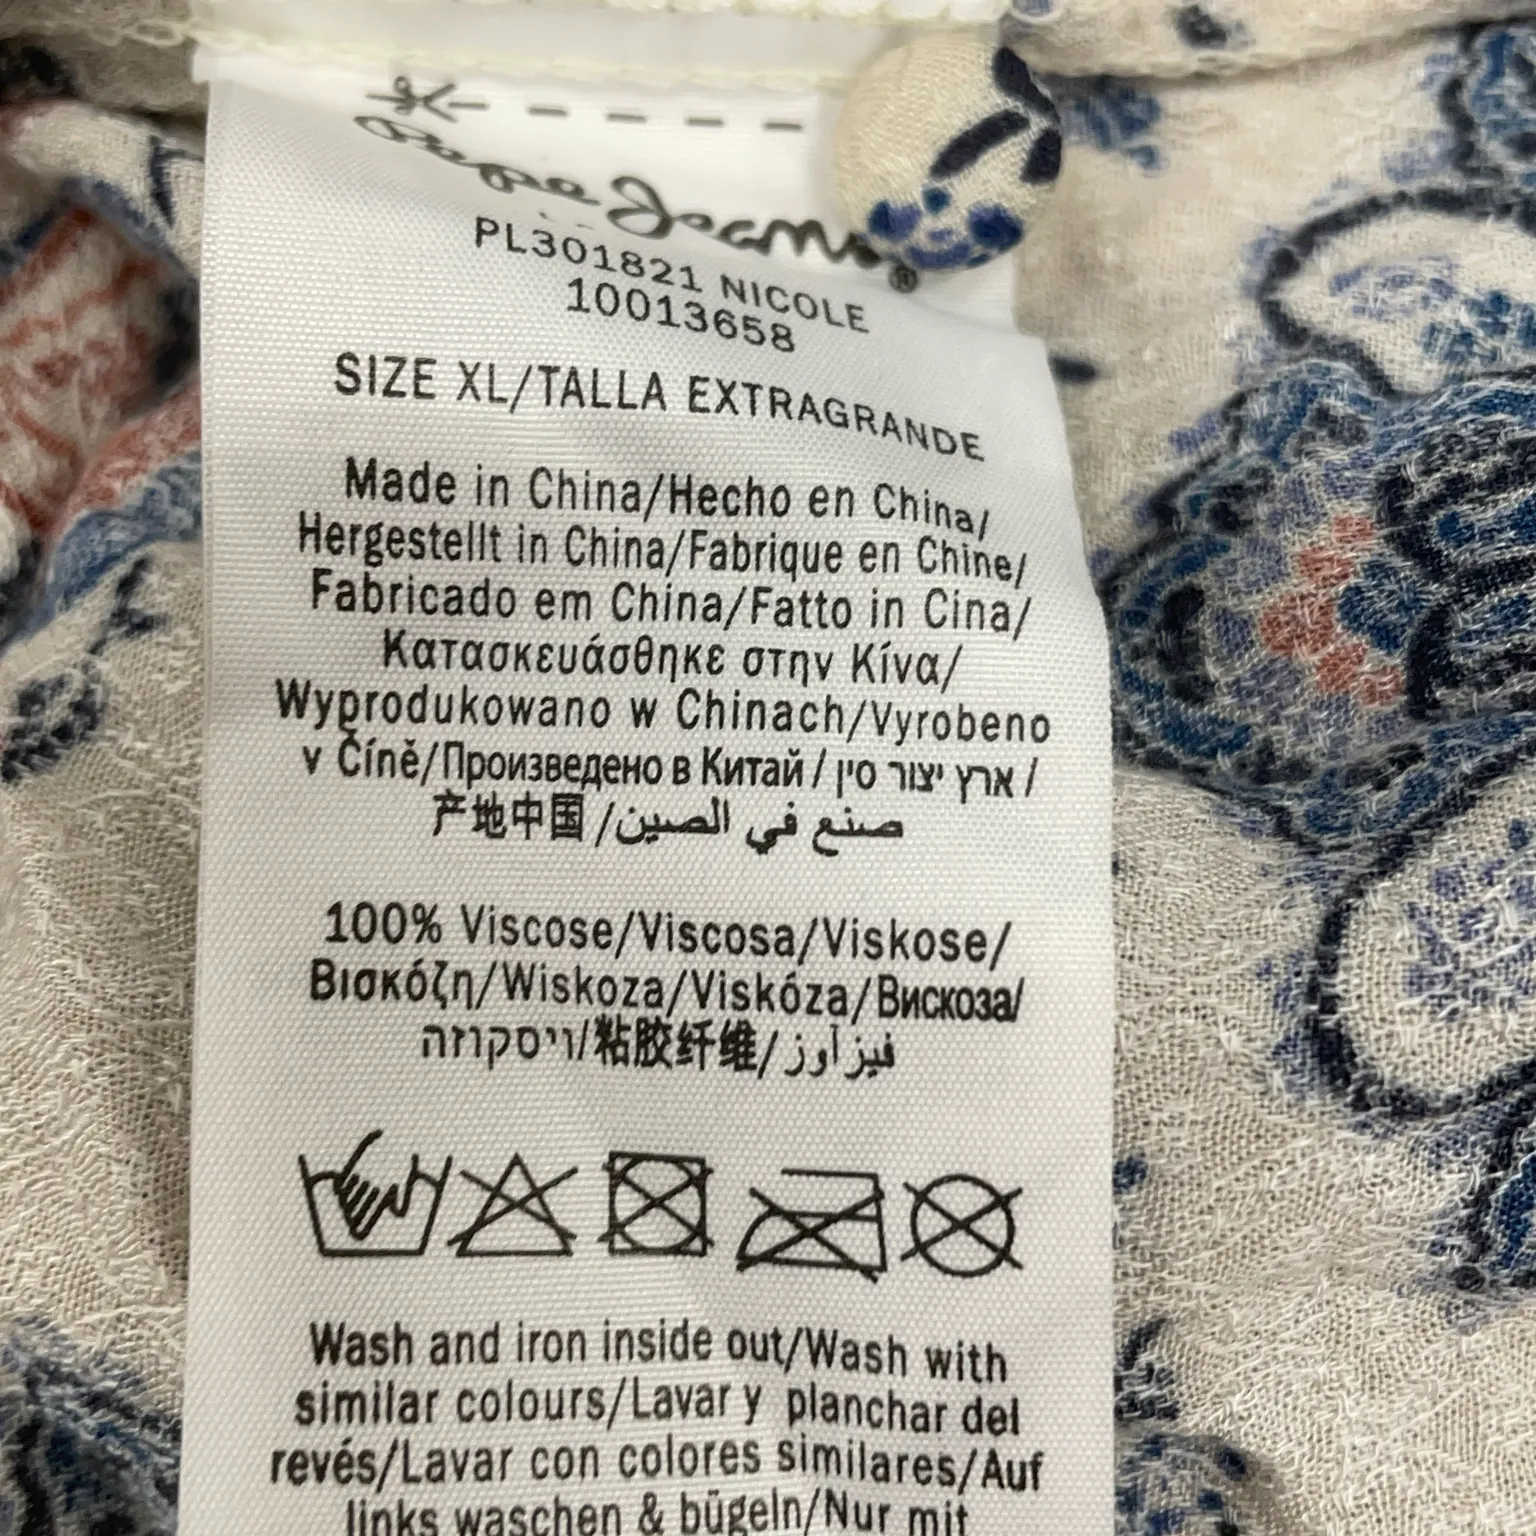 Pepe Jeans®
PL301821 NICOLE
10013658
SIZE XL/TALLA EXTRAGRANDE
Made in China/Hecho en China/
Hergestellt in China/Fabrique en Chine/
Fabricado em China/Fatto in Cina/
Κατασκευάσθηκε στην Κίνα/
Wyprodukowano w Chinach/Vyrobeno
v Číně/Произведено в Китай / ארץ יצור סין /
产地中国 /صنع في الصين
100% Viscose/Viscosa/Viskose/
Βισκόζη/Wiskoza/Viskóza/Вискоза/
ויסקוזה/粘胶纤维/فيز أوز
Wash and iron inside out/Wash with
similar colours/Lavar y planchar del
revés/Lavar con colores similares/Auf
links waschen & bügeln/Nur mit